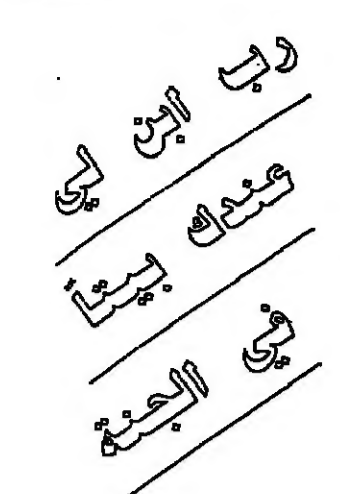 رب ابن لي
عندك بيتاً
في الجنة